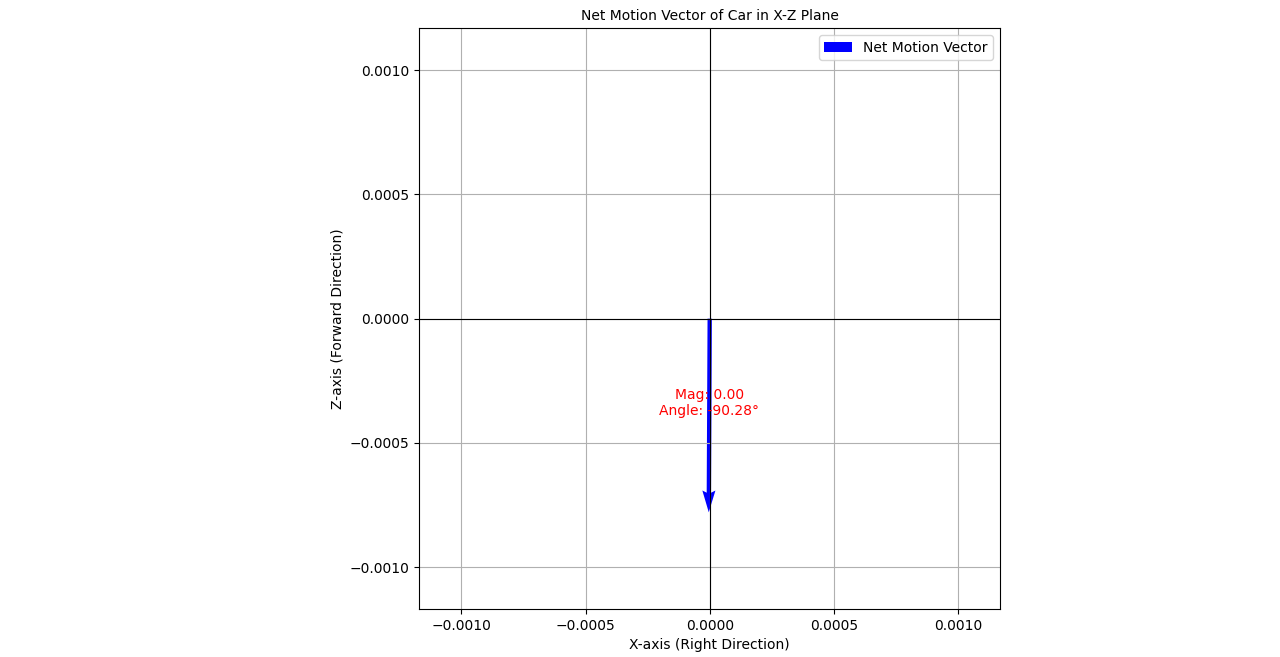 Net Motion Vector of Car in X-Z Plane
Net Motion Vector
0.0010
0.0005
0.0000
−0.0005
−0.0010
Z-axis (Forward Direction)
Mag: 0.00
Angle: -90.28°
−0.0010
−0.0005
0.0000
0.0005
0.0010
X-axis (Right Direction)